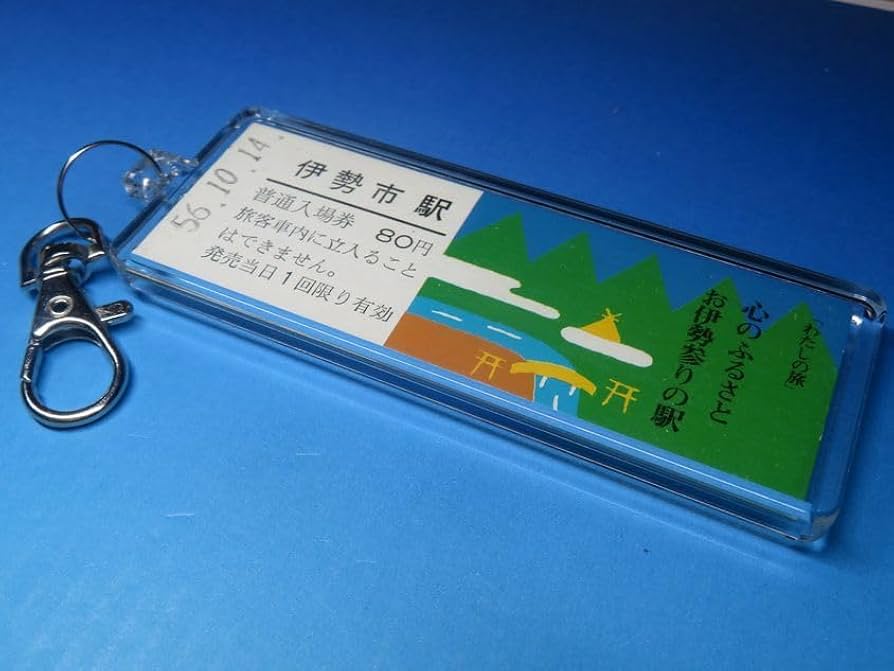 56.10.14.
伊勢市駅
普通入場券 80円
旅客車内に立入ること
はできません。
発売当日1回限り有効
「わたしの旅」
心のふるさと
お伊勢参りの駅